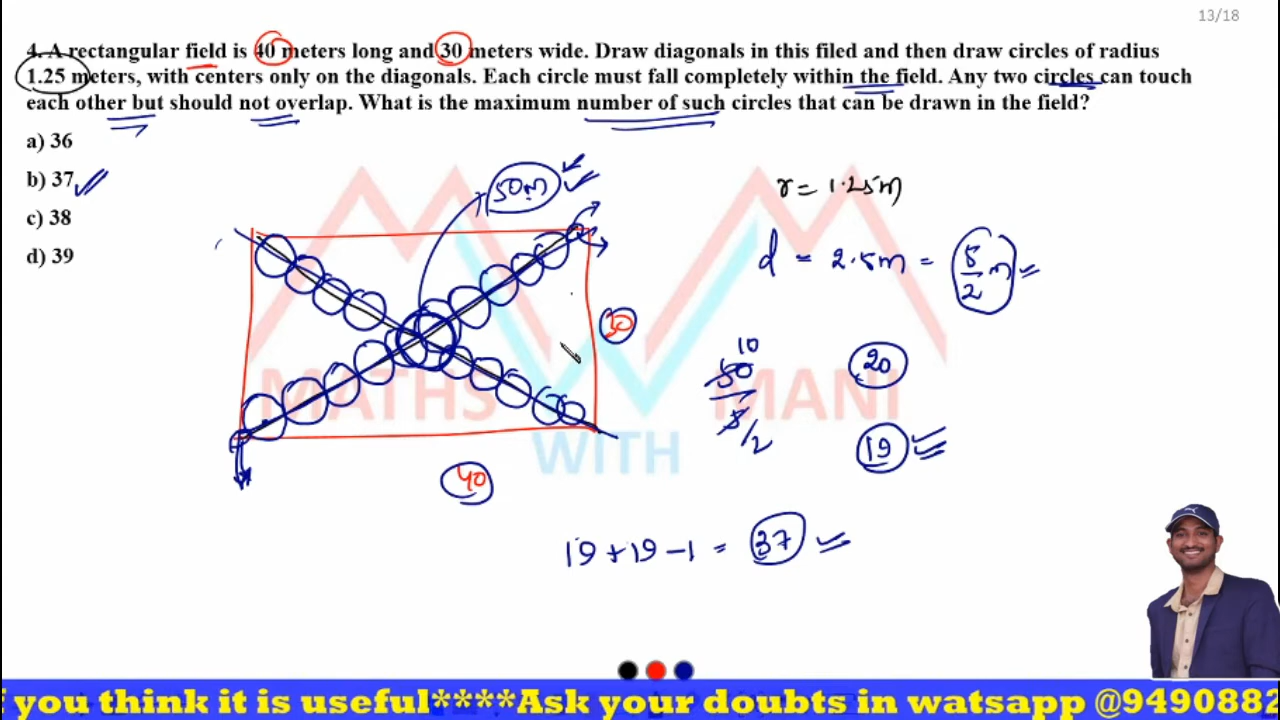 13/18
4. A rectangular field is 40 meters long and 30 meters wide. Draw diagonals in this filed and then draw circles of radius
1.25 meters, with centers only on the diagonals. Each circle must fall completely within the field. Any two circles can touch
each other but should not overlap. What is the maximum number of such circles that can be drawn in the field?
a) 36
b) 37
c) 38
d) 39
50m
r = 1.25m
d = 2.5m = 5/2 m =
30
10
50
5/2
20
19
MATHS WITH MANI
40
19 + 19 - 1 = 37
f you think it is useful****Ask your doubts in watsapp @9490882